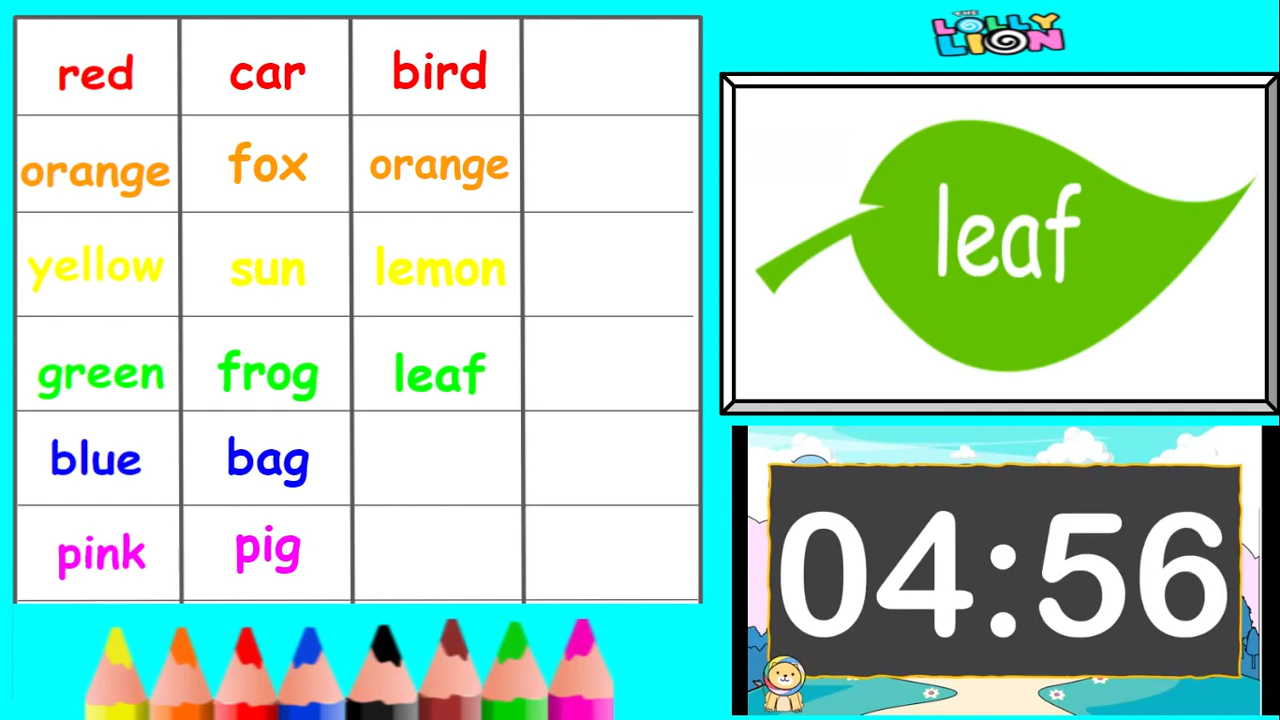 red car bird
orange fox orange
yellow sun lemon
green frog leaf
blue bag
pink pig
THE
LOLLY
LION
leaf
04:56